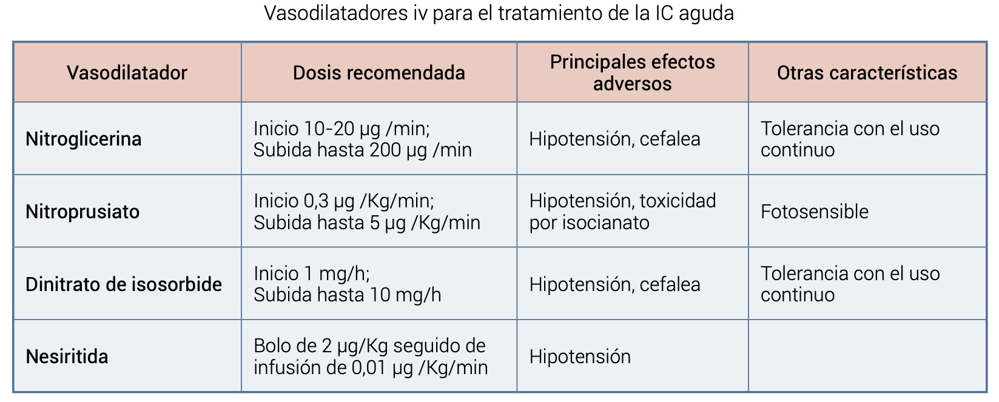 Vasodilatadores iv para el tratamiento de la IC aguda
Vasodilatador
Dosis recomendada
Principales efectos
adversos
Otras características
Nitroglicerina
Inicio 10-20 µg /min;
Subida hasta 200 µg /min
Hipotensión, cefalea
Tolerancia con el uso
continuo
Nitroprusiato
Inicio 0,3 µg /Kg/min;
Subida hasta 5 µg /Kg/min
Hipotensión, toxicidad
por isocianato
Fotosensible
Dinitrato de isosorbide
Inicio 1 mg/h;
Subida hasta 10 mg/h
Hipotensión, cefalea
Tolerancia con el uso
continuo
Nesiritida
Bolo de 2 µg/Kg seguido de
infusión de 0,01 µg /Kg/min
Hipotensión